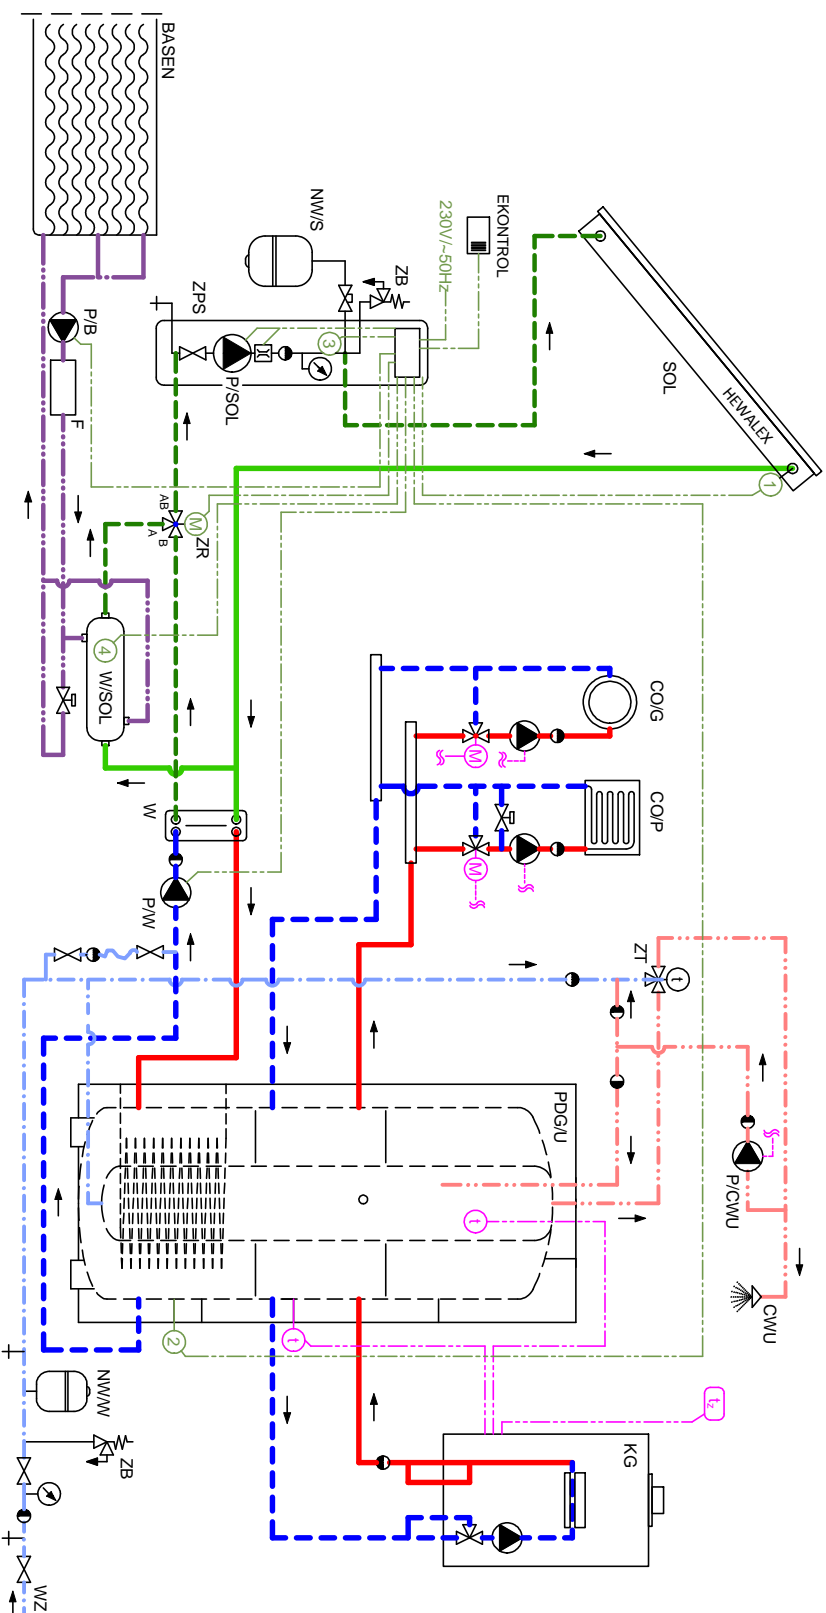 BASEN
P/B
F
ZPS
NW/S
ZB
EKONTROL
230V/~50Hz
3
P/SOL
SOL
HEWALEX
1
AB
A
B
M
ZR
4
W/SOL
W
P/W
CO/G
M
CO/P
M
ZT
t
P/CWU
CWU
PDG/U
t
t
2
tz
KG
NW/W
ZB
WZ